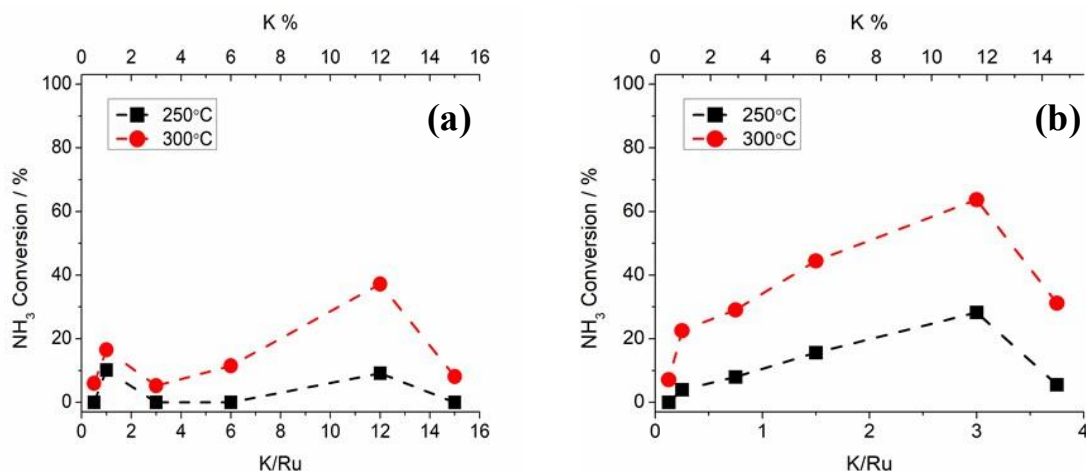 K %
0 2 4 6 8 10 12 14 16
100
80
60
40
20
0
NH₃ Conversion / %
250°C
300°C
(a)
0 2 4 6 8 10 12 14 16
K/Ru
K %
0 2 4 6 8 10 12 14
100
80
60
40
20
0
NH₃ Conversion / %
250°C
300°C
(b)
0 1 2 3 4
K/Ru